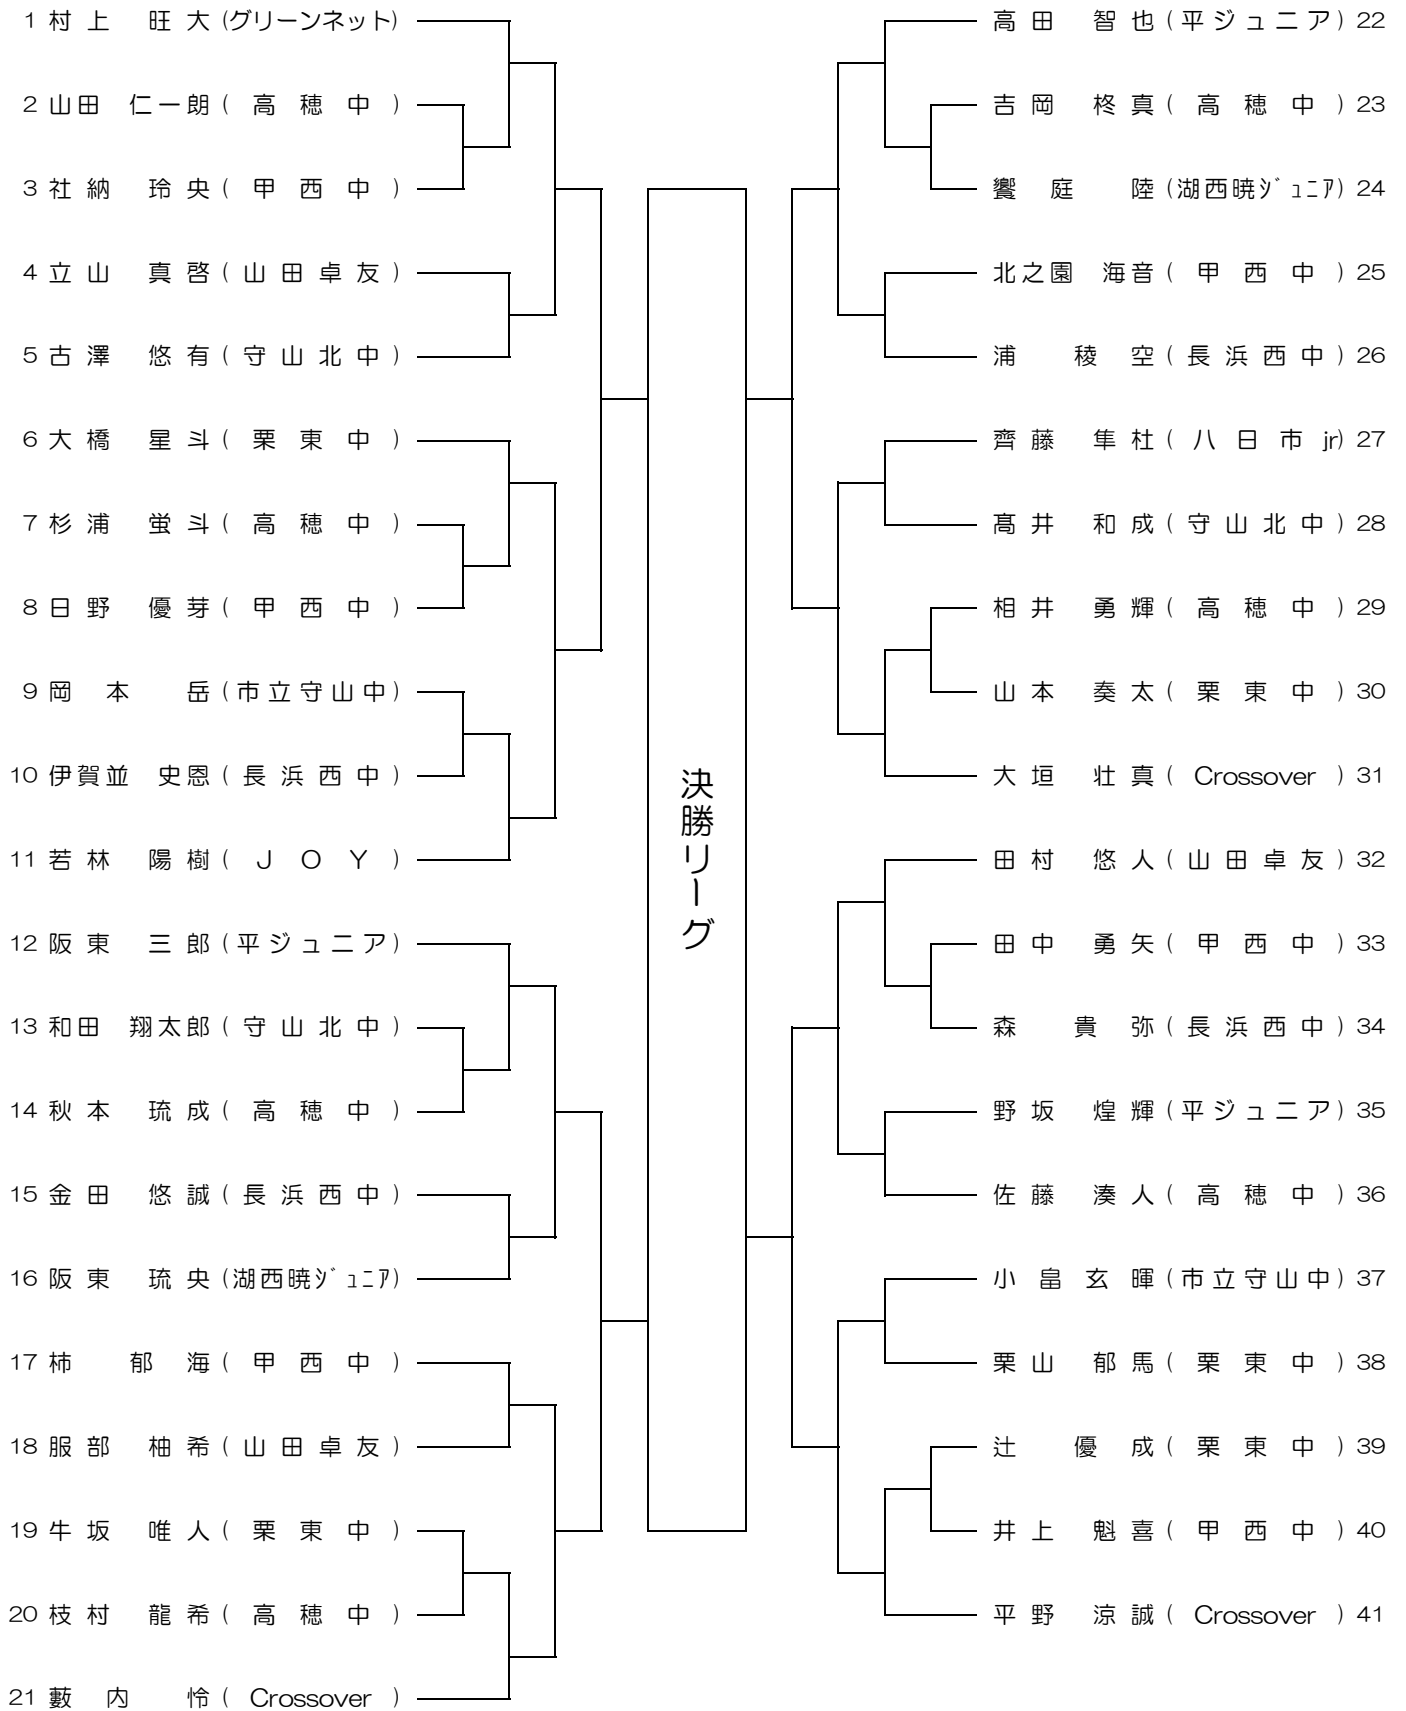 1 村上 旺大 (グリーンネット)
2 山田 仁一朗 ( 高穂中 )
3 社納 玲央 ( 甲西中 )
4 立山 真啓 ( 山田卓友 )
5 古澤 悠有 ( 守山北中 )
6 大橋 星斗 ( 栗東中 )
7 杉浦 蛍斗 ( 高穂中 )
8 日野 優芽 ( 甲西中 )
9 岡本 岳 ( 市立守山中 )
10 伊賀並 史恩 ( 長浜西中 )
11 若林 陽樹 ( JOY )
12 阪東 三郎 ( 平ジュニア )
13 和田 翔太郎 ( 守山北中 )
14 秋本 琉成 ( 高穂中 )
15 金田 悠誠 ( 長浜西中 )
16 阪東 琉央 (湖西暁ｼﾞｭﾆｱ)
17 柿 郁海 ( 甲西中 )
18 服部 柚希 ( 山田卓友 )
19 牛坂 唯人 ( 栗東中 )
20 枝村 龍希 ( 高穂中 )
21 藪内 怜 ( Crossover )
決勝リーグ
高田 智也 ( 平ジュニア ) 22
吉岡 柊真 ( 高穂中 ) 23
饗庭 陸 (湖西暁ｼﾞｭﾆｱ) 24
北之園 海音 ( 甲西中 ) 25
浦 稜空 ( 長浜西中 ) 26
齊藤 隼杜 ( 八日市 jr) 27
髙井 和成 ( 守山北中 ) 28
相井 勇輝 ( 高穂中 ) 29
山本 奏太 ( 栗東中 ) 30
大垣 壮真 ( Crossover ) 31
田村 悠人 ( 山田卓友 ) 32
田中 勇矢 ( 甲西中 ) 33
森 貴弥 ( 長浜西中 ) 34
野坂 煌輝 ( 平ジュニア ) 35
佐藤 湊人 ( 高穂中 ) 36
小畠 玄暉 ( 市立守山中 ) 37
栗山 郁馬 ( 栗東中 ) 38
辻 優成 ( 栗東中 ) 39
井上 魁喜 ( 甲西中 ) 40
平野 涼誠 ( Crossover ) 41